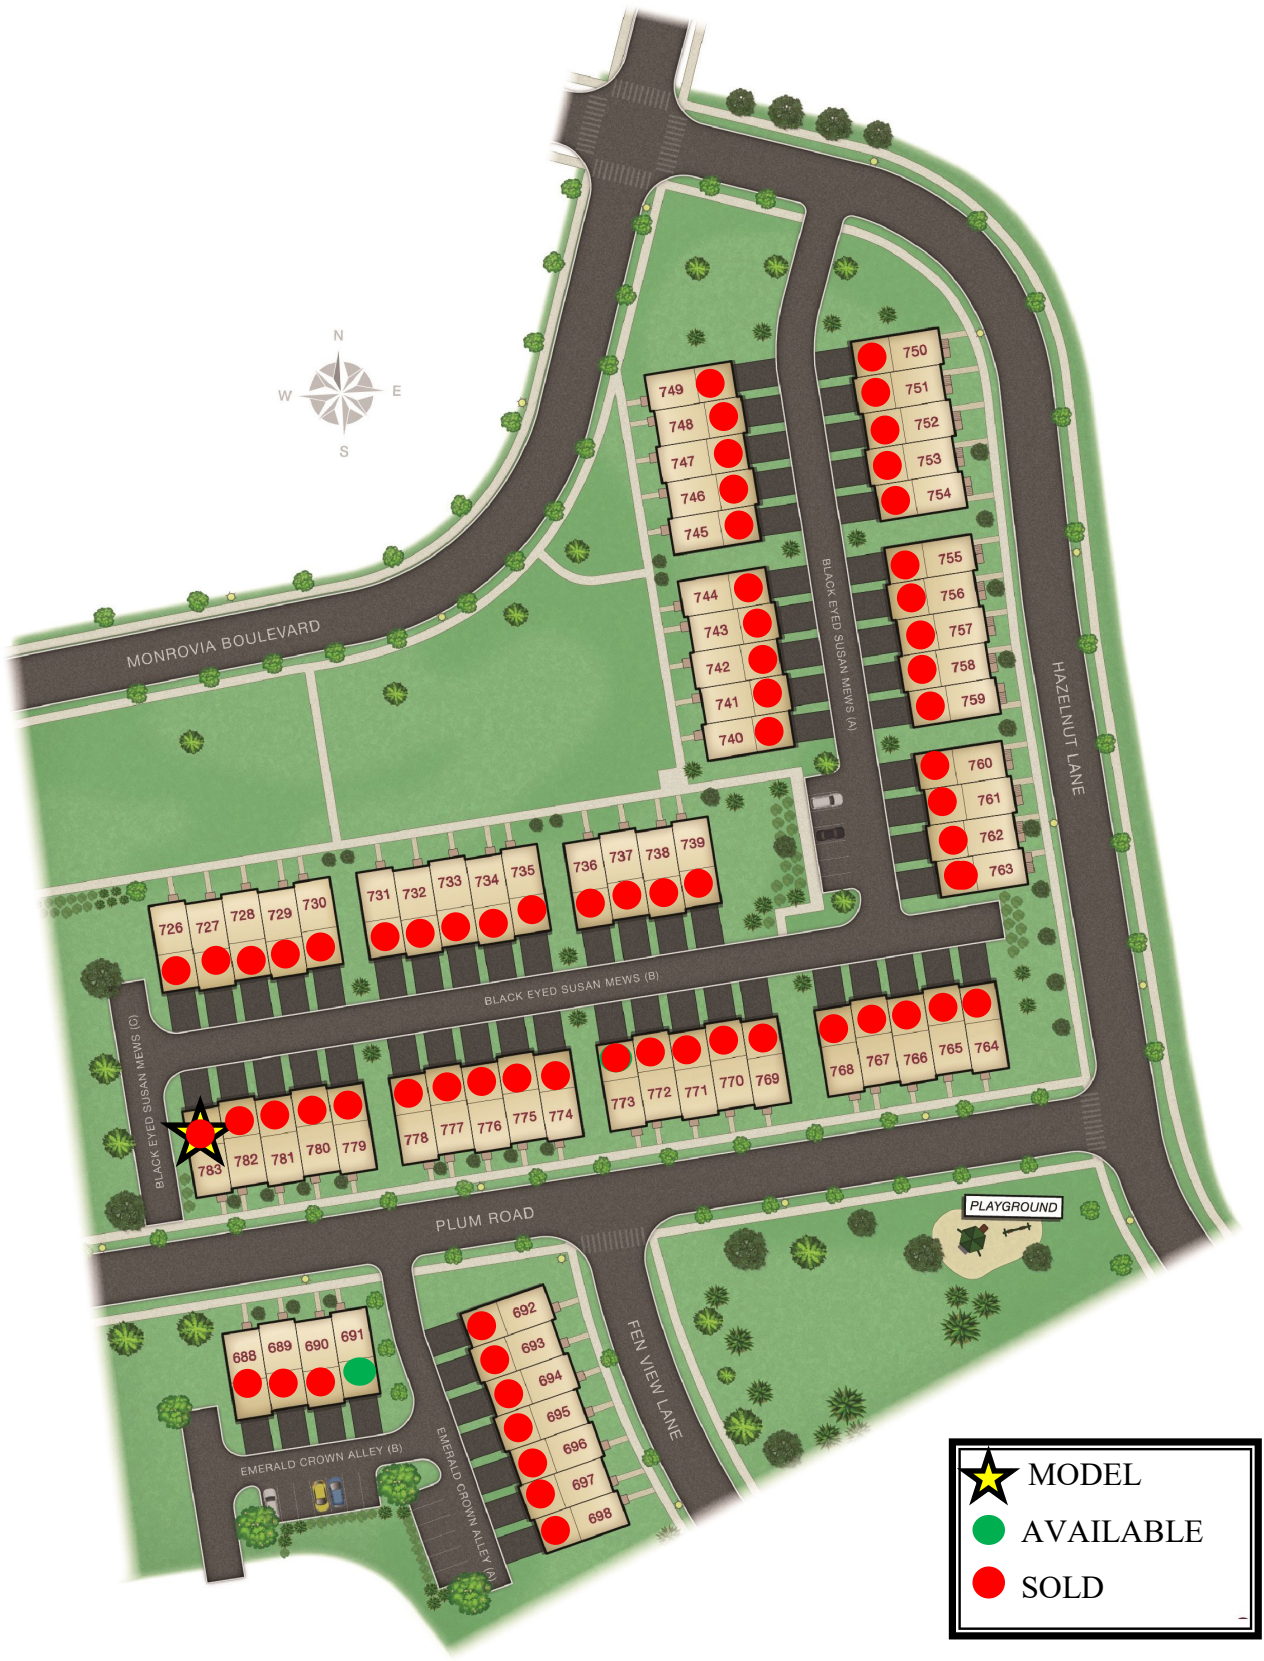 N
W E
S
750
751
752
753
754
749
748
747
746
745
755
756
757
758
759
744
743
742
741
740
BLACK EYED SUSAN MEWS (A)
MONROVIA BOULEVARD
HAZELNUT LANE
760
761
762
763
736 737 738 739
731 732 733 734 735
726 727 728 729 730
BLACK EYED SUSAN MEWS (B)
BLACK EYED SUSAN MEWS (C)
768 767 766 765 764
773 772 771 770 769
778 777 776 775 774
783 782 781 780 779
PLUM ROAD
PLAYGROUND
688 689 690 691
692
693
694
695
696
697
698
FEN VIEW LANE
EMERALD CROWN ALLEY (B)
EMERALD CROWN ALLEY (A)
MODEL
AVAILABLE
SOLD